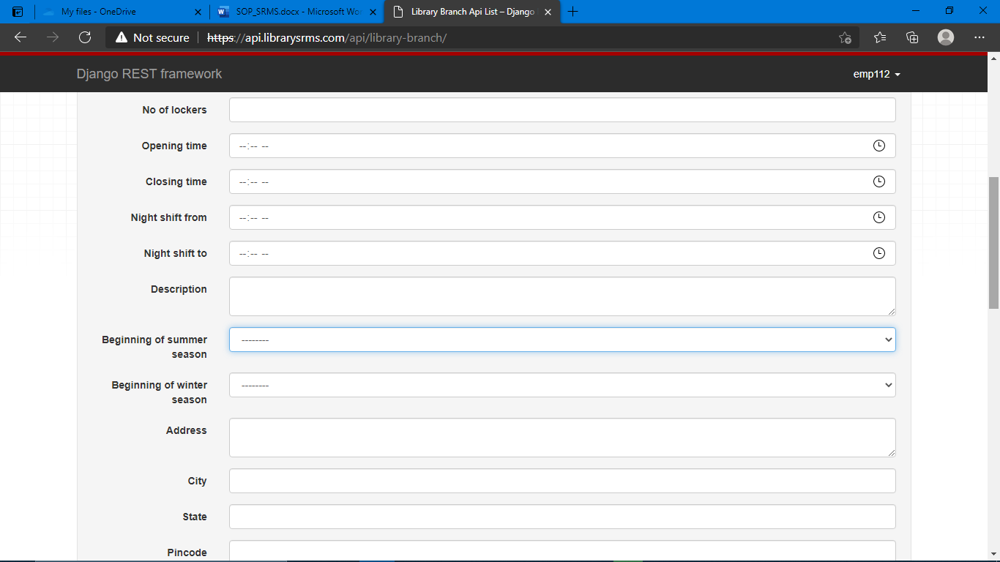 My files - OneDrive
SOP_SRMS.docx - Microsoft Wor
Library Branch Api List – Django
Not secure
https://api.librarysrms.com/api/library-branch/
Django REST framework
emp112
No of lockers
Opening time
--:-- --
Closing time
--:-- --
Night shift from
--:-- --
Night shift to
--:-- --
Description
Beginning of summer
season
--------
Beginning of winter
season
--------
Address
City
State
Pincode